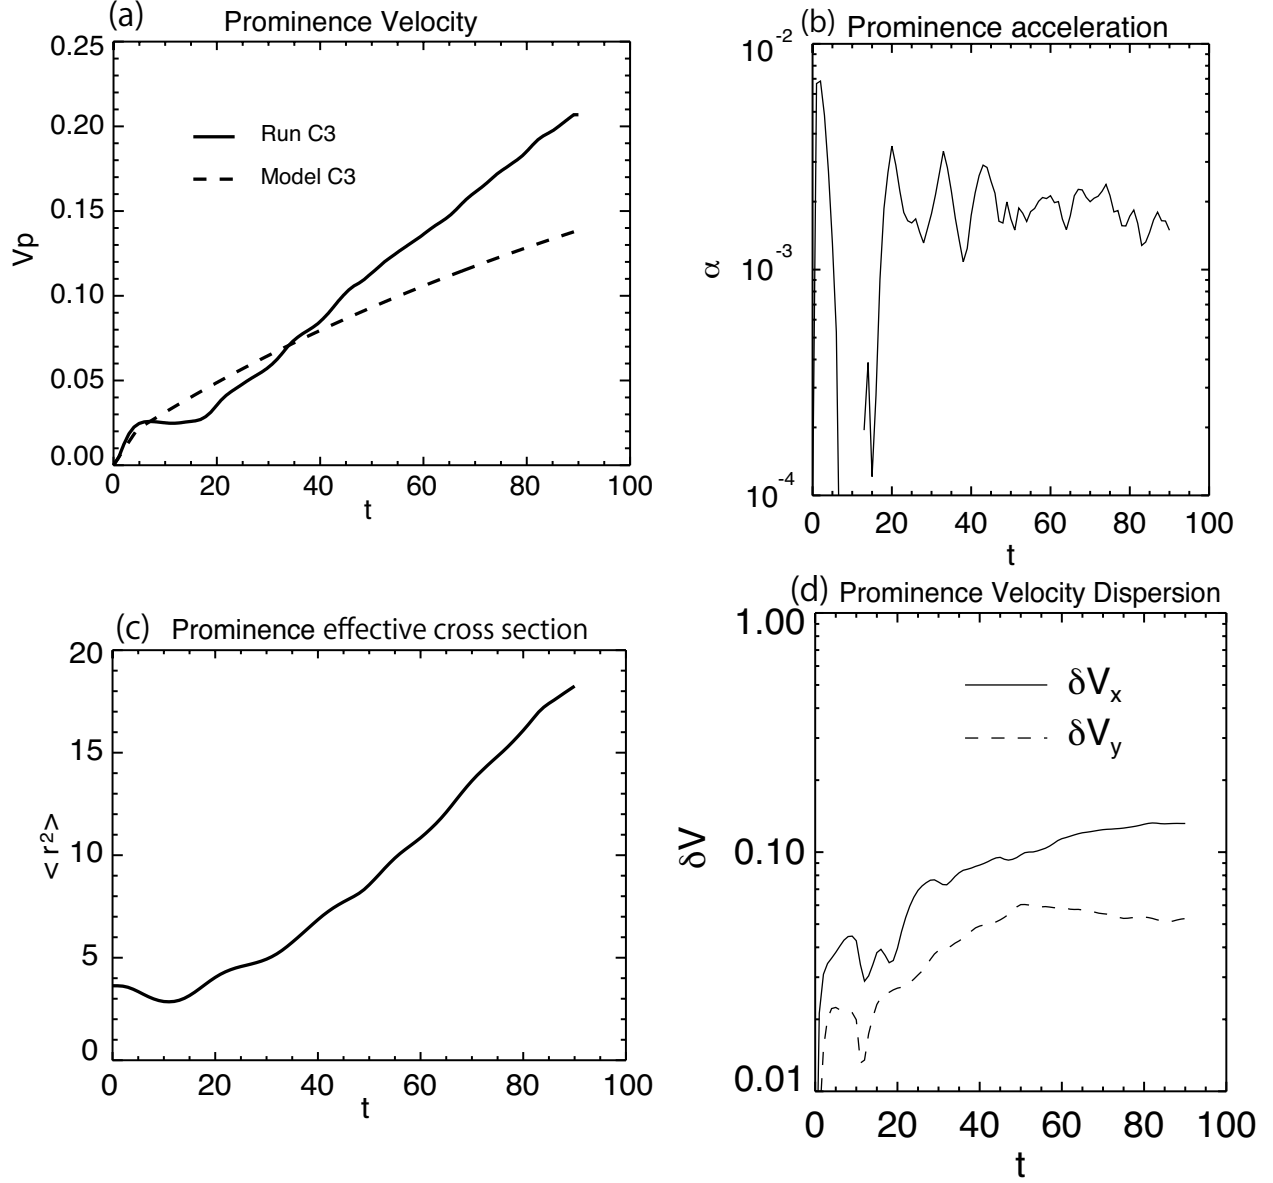 (a) Prominence Velocity
0.25
0.20
0.15
0.10
0.05
0.00
Vp
Run C3
Model C3
0 20 40 60 80 100
t
(b) Prominence acceleration
10-2
10-3
10-4
α
0 20 40 60 80 100
t
(c) Prominence effective cross section
20
15
10
5
0
< r2>
0 20 40 60 80 100
t
(d) Prominence Velocity Dispersion
1.00
0.10
0.01
δV
δVx
δVy
0 20 40 60 80 100
t